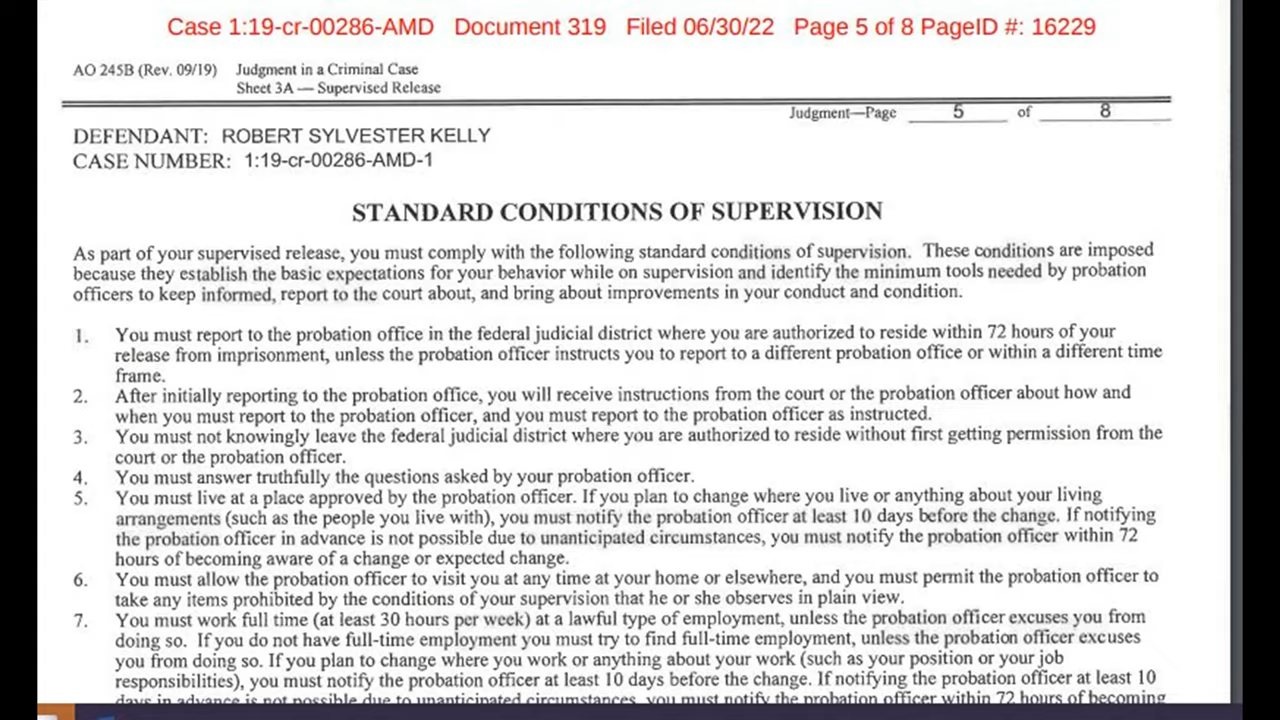 Case 1:19-cr-00286-AMD Document 319 Filed 06/30/22 Page 5 of 8 PageID #: 16229
AO 245B (Rev. 09/19) Judgment in a Criminal Case
Sheet 3A — Supervised Release
Judgment—Page 5 of 8
DEFENDANT: ROBERT SYLVESTER KELLY
CASE NUMBER: 1:19-cr-00286-AMD-1
STANDARD CONDITIONS OF SUPERVISION
As part of your supervised release, you must comply with the following standard conditions of supervision. These conditions are imposed
because they establish the basic expectations for your behavior while on supervision and identify the minimum tools needed by probation
officers to keep informed, report to the court about, and bring about improvements in your conduct and condition.
1. You must report to the probation office in the federal judicial district where you are authorized to reside within 72 hours of your
release from imprisonment, unless the probation officer instructs you to report to a different probation office or within a different time
frame.
2. After initially reporting to the probation office, you will receive instructions from the court or the probation officer about how and
when you must report to the probation officer, and you must report to the probation officer as instructed.
3. You must not knowingly leave the federal judicial district where you are authorized to reside without first getting permission from the
court or the probation officer.
4. You must answer truthfully the questions asked by your probation officer.
5. You must live at a place approved by the probation officer. If you plan to change where you live or anything about your living
arrangements (such as the people you live with), you must notify the probation officer at least 10 days before the change. If notifying
the probation officer in advance is not possible due to unanticipated circumstances, you must notify the probation officer within 72
hours of becoming aware of a change or expected change.
6. You must allow the probation officer to visit you at any time at your home or elsewhere, and you must permit the probation officer to
take any items prohibited by the conditions of your supervision that he or she observes in plain view.
7. You must work full time (at least 30 hours per week) at a lawful type of employment, unless the probation officer excuses you from
doing so. If you do not have full-time employment you must try to find full-time employment, unless the probation officer excuses
you from doing so. If you plan to change where you work or anything about your work (such as your position or your job
responsibilities), you must notify the probation officer at least 10 days before the change. If notifying the probation officer at least 10
days in advance is not possible due to unanticipated circumstances, you must notify the probation officer within 72 hours of becoming